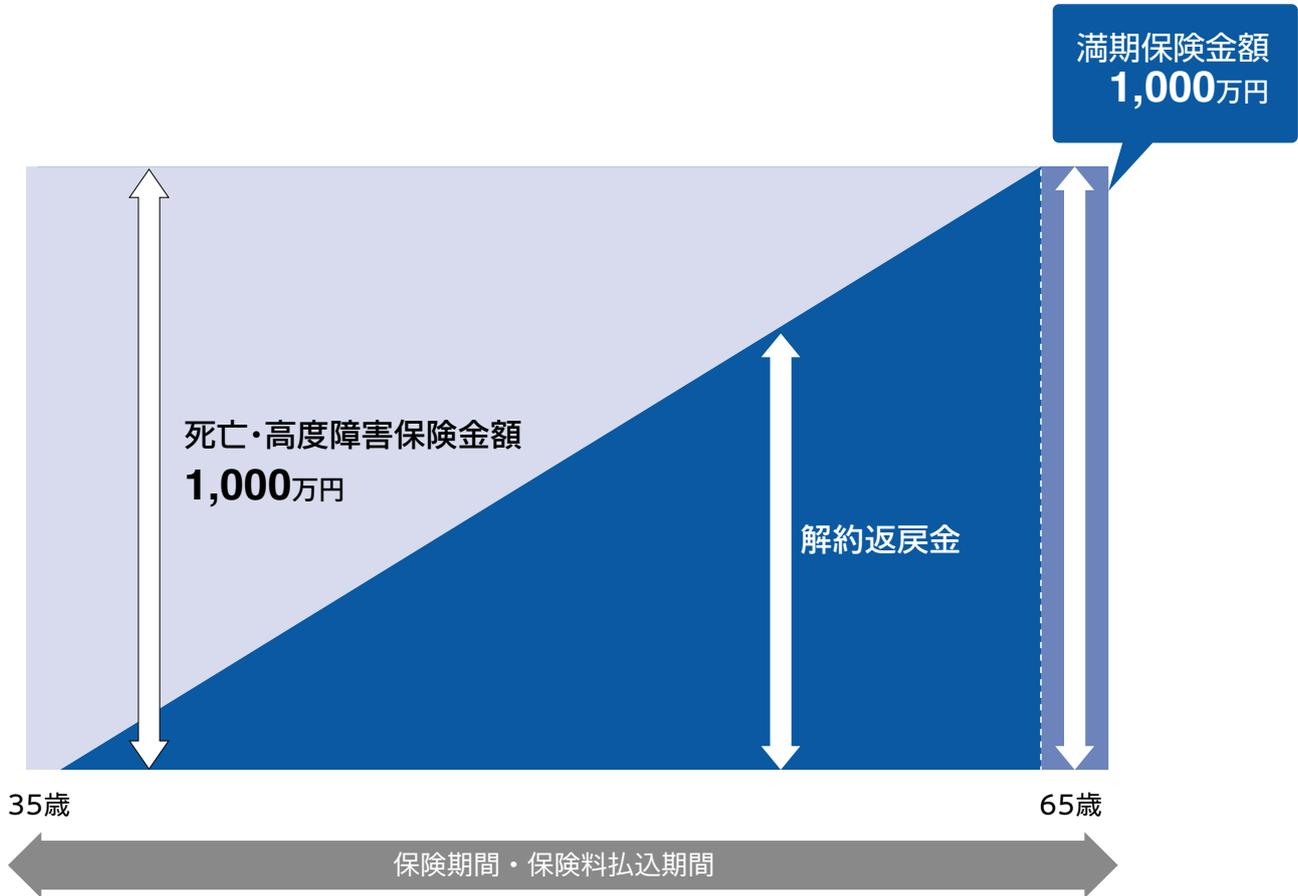 満期保険金額
1,000万円
死亡・高度障害保険金額
1,000万円
解約返戻金
35歳
65歳
保険期間・保険料払込期間